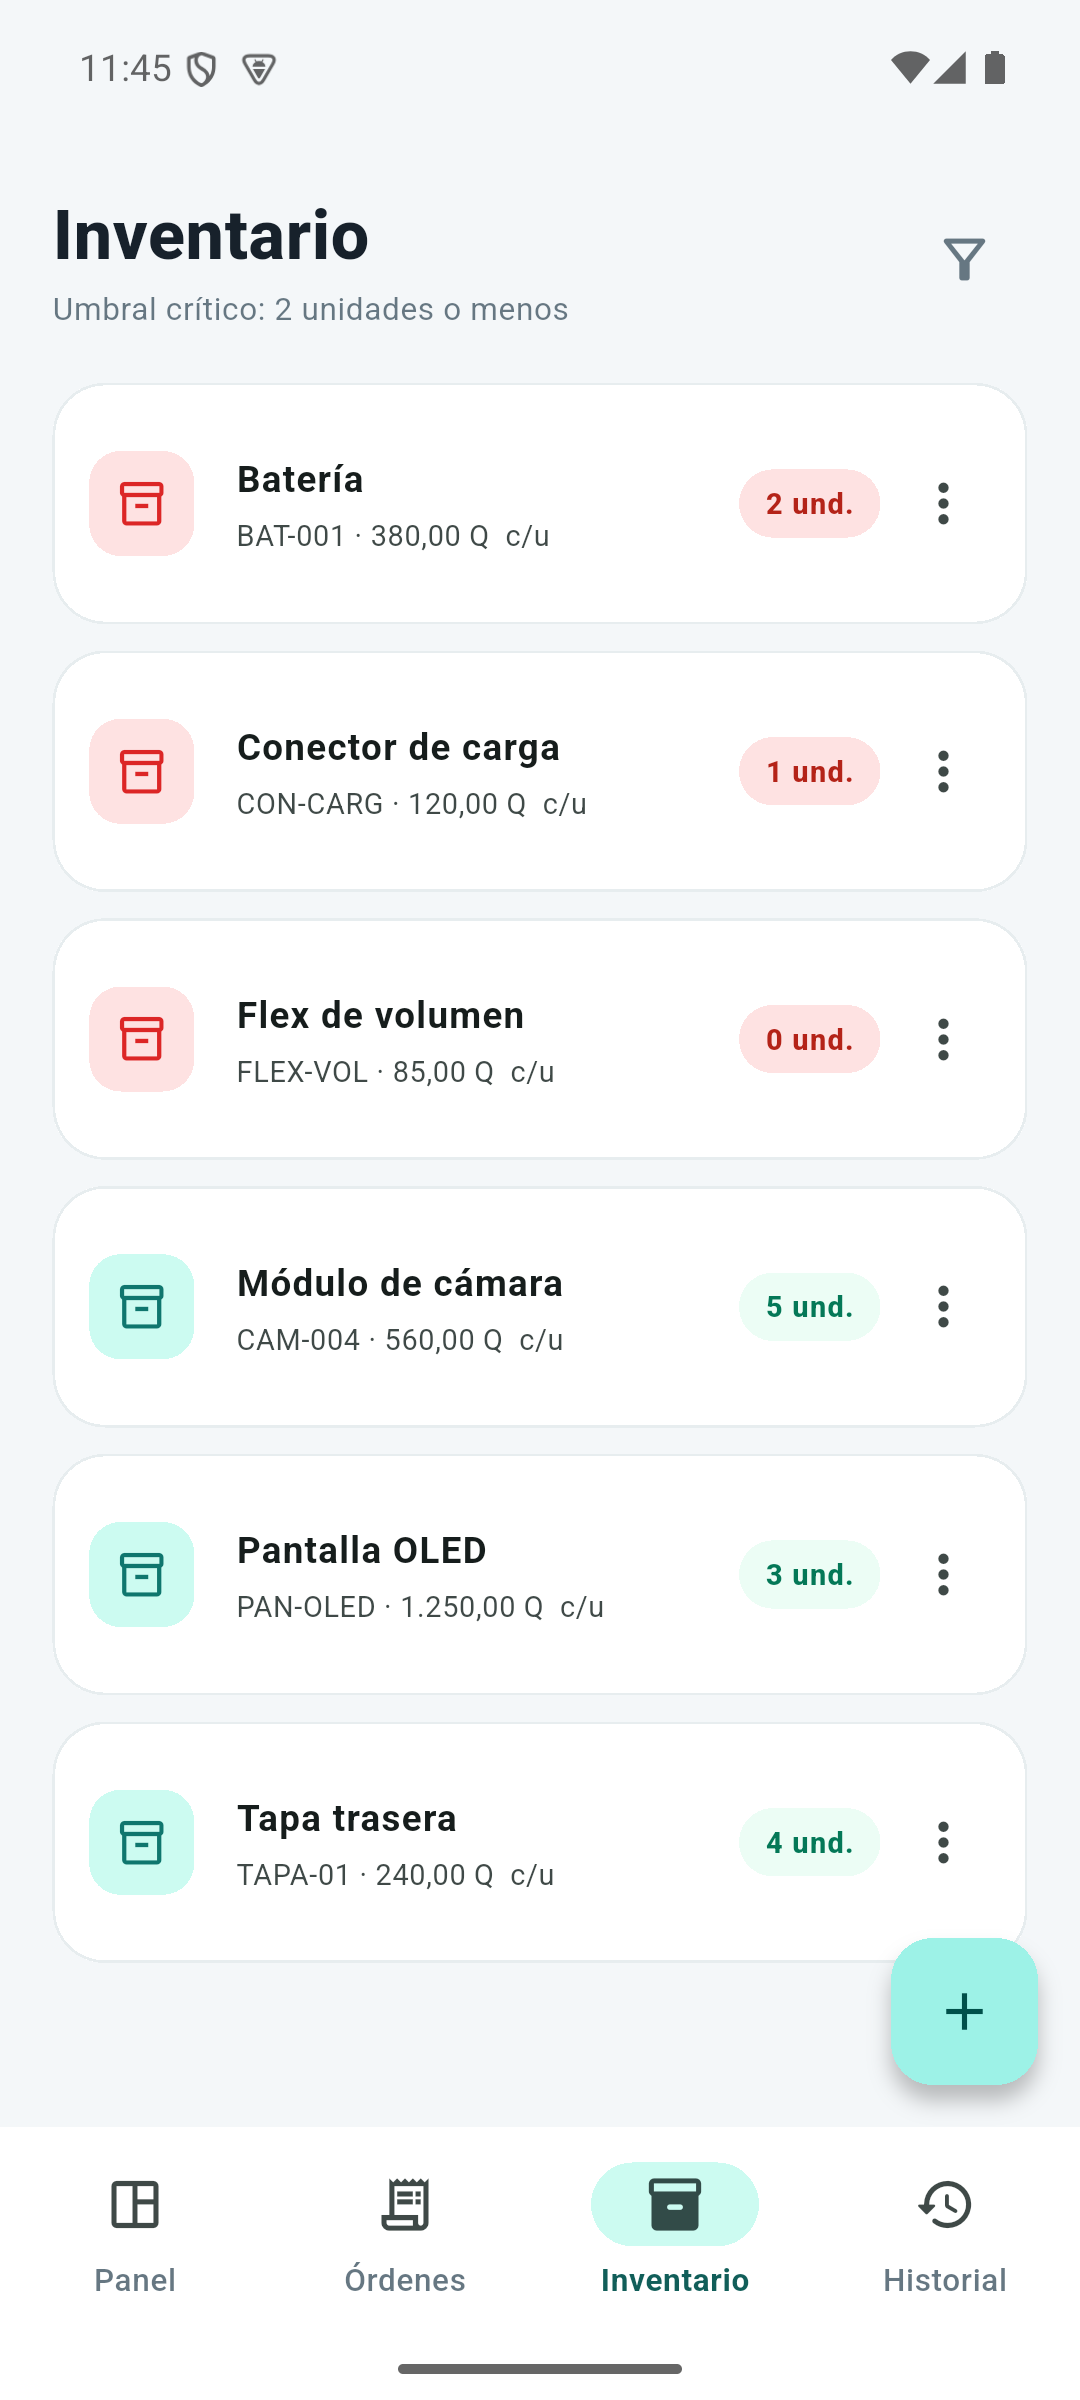 11:45
Inventario
Umbral crítico: 2 unidades o menos
Batería
BAT-001 · 380,00 Q c/u
2 und.
Conector de carga
CON-CARG · 120,00 Q c/u
1 und.
Flex de volumen
FLEX-VOL · 85,00 Q c/u
0 und.
Módulo de cámara
CAM-004 · 560,00 Q c/u
5 und.
Pantalla OLED
PAN-OLED · 1.250,00 Q c/u
3 und.
Tapa trasera
TAPA-01 · 240,00 Q c/u
4 und.
Panel
Órdenes
Inventario
Historial